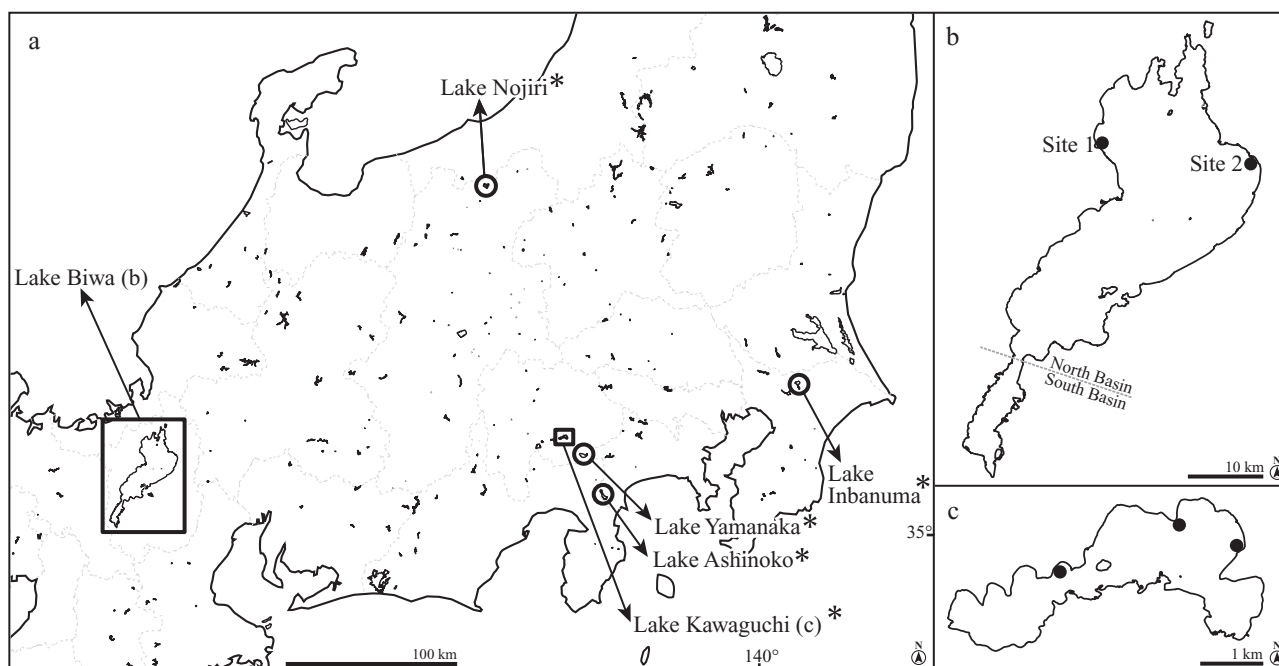 a
Lake Nojiri*
Lake Biwa (b)
Lake
Inbanuma*
Lake Yamanaka*
Lake Ashinoko*
Lake Kawaguchi (c)*
35°
140°
100 km
N
b
Site 1
Site 2
North Basin
South Basin
10 km
N
c
1 km
N